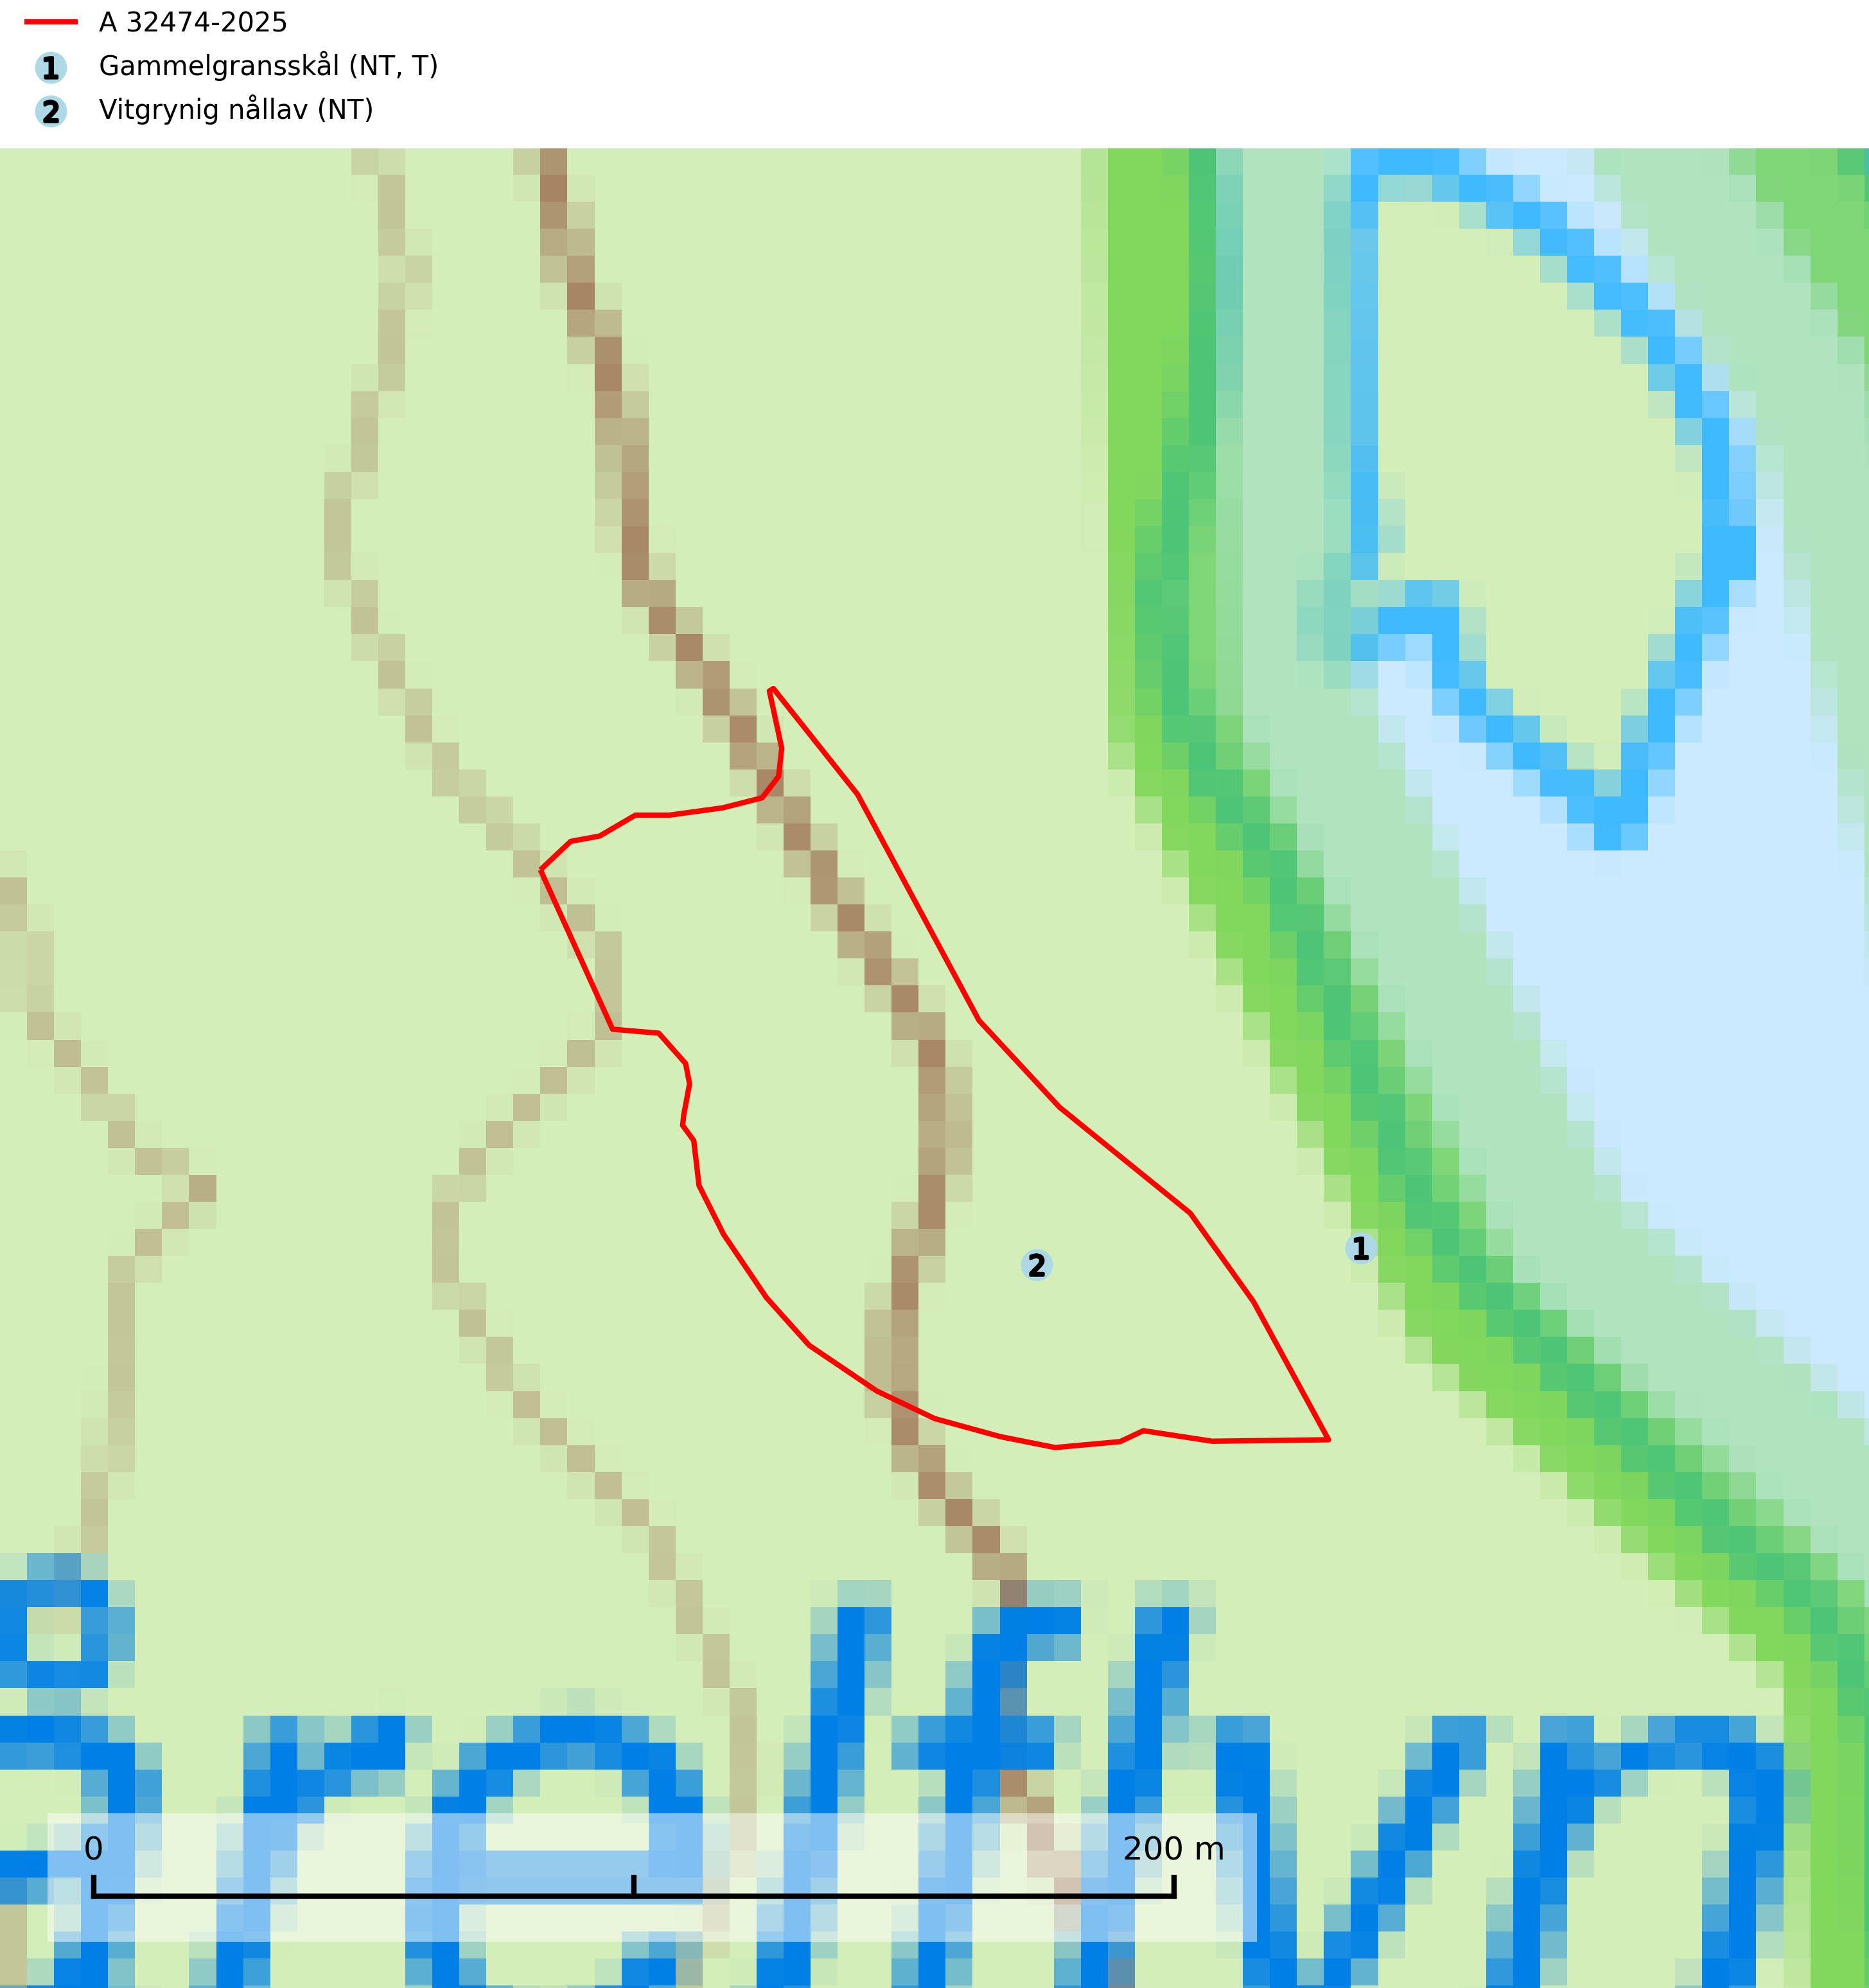 A 32474-2025
1 Gammelgransskål (NT, T)
2 Vitgrynig nållav (NT)
2
1
0 200 m